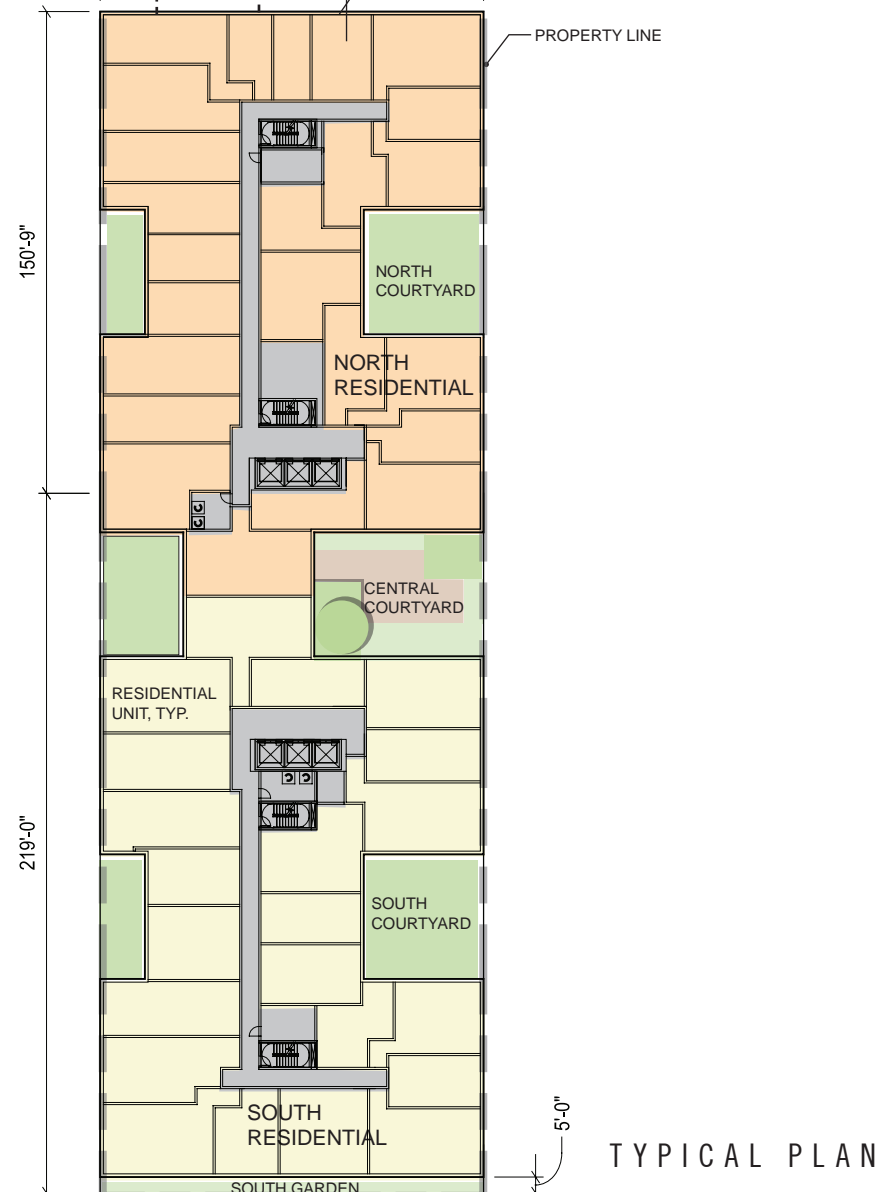 PROPERTY LINE
150'-9"
NORTH
COURTYARD
NORTH
RESIDENTIAL
CENTRAL
COURTYARD
RESIDENTIAL
UNIT, TYP.
219'-0"
SOUTH
COURTYARD
SOUTH
RESIDENTIAL
5'-0"
TYPICAL PLAN
SOUTH GARDEN